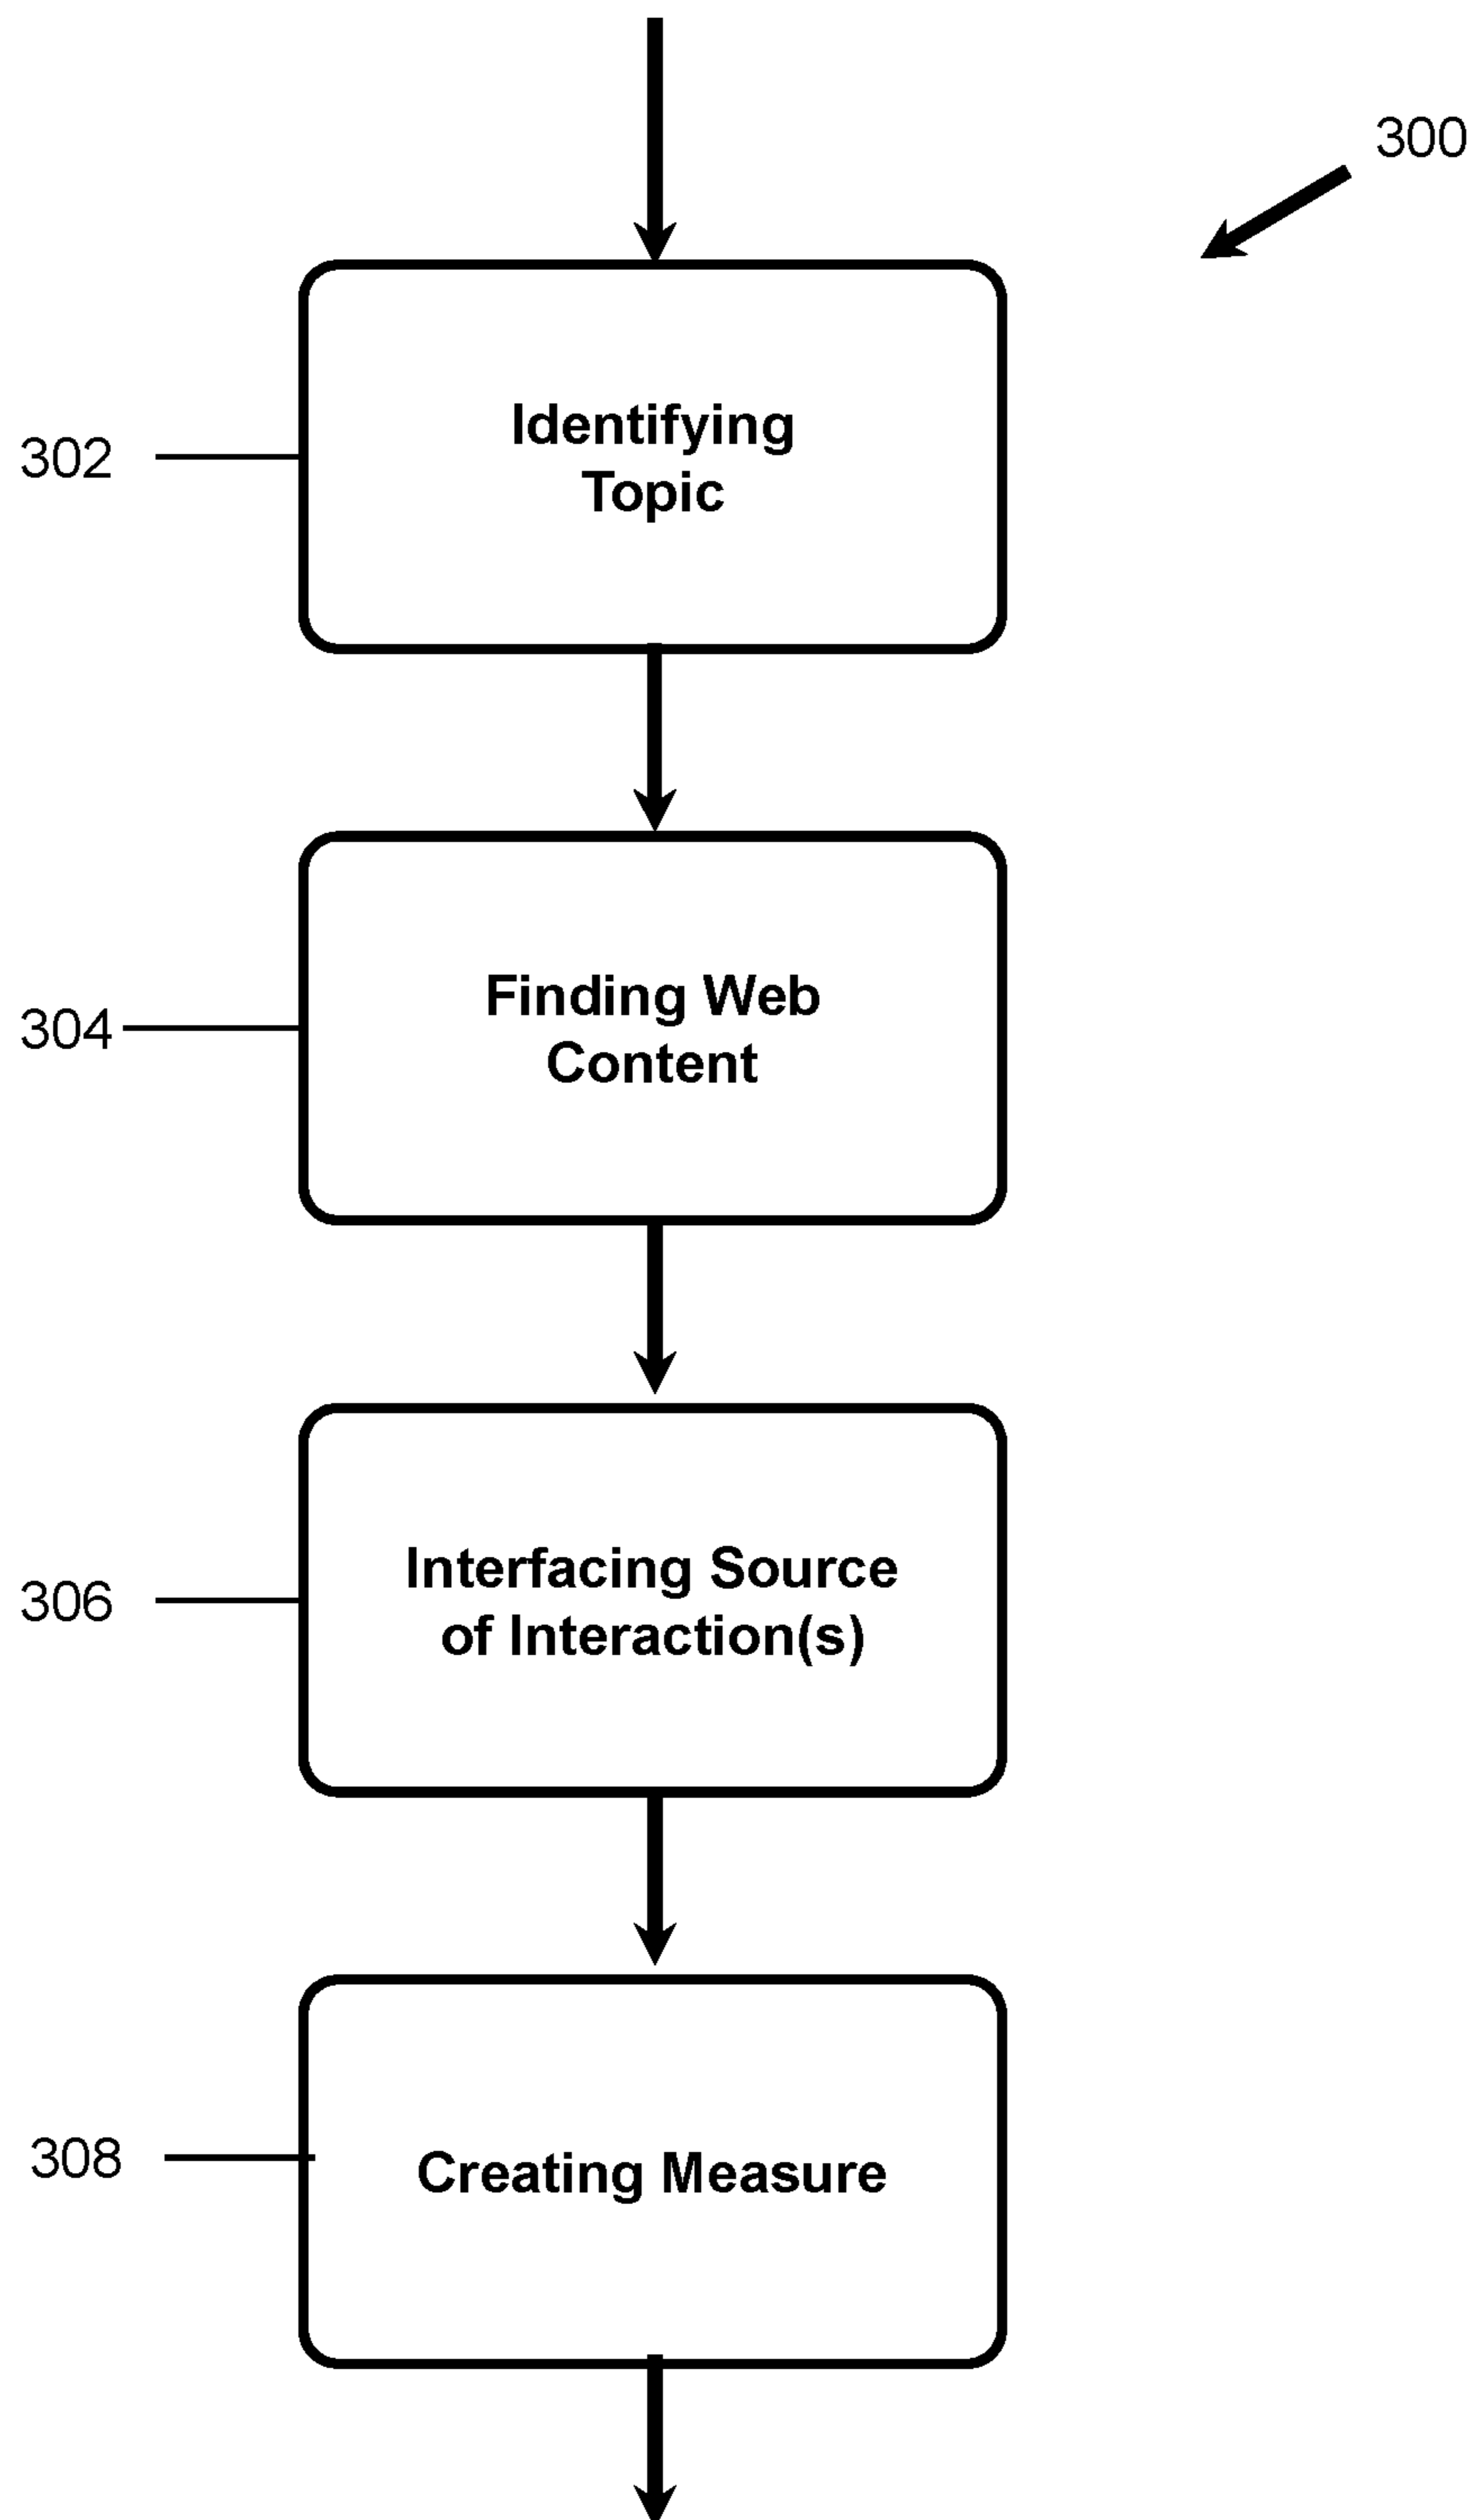 300
302
Identifying
Topic
304
Finding Web
Content
306
Interfacing Source
of Interaction(s)
308
Creating Measure